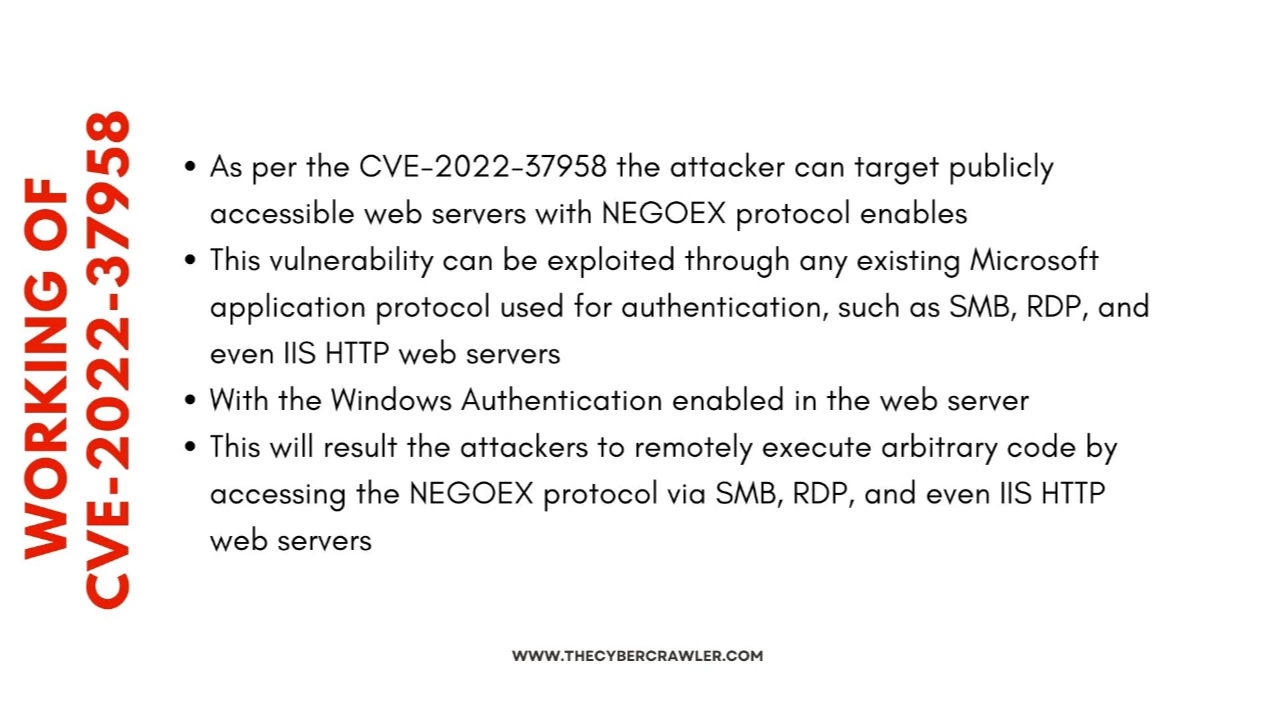 WORKING OF
CVE-2022-37958
• As per the CVE-2022-37958 the attacker can target publicly
accessible web servers with NEGOEX protocol enables
• This vulnerability can be exploited through any existing Microsoft
application protocol used for authentication, such as SMB, RDP, and
even IIS HTTP web servers
• With the Windows Authentication enabled in the web server
• This will result the attackers to remotely execute arbitrary code by
accessing the NEGOEX protocol via SMB, RDP, and even IIS HTTP
web servers
WWW.THECYBERCRAWLER.COM